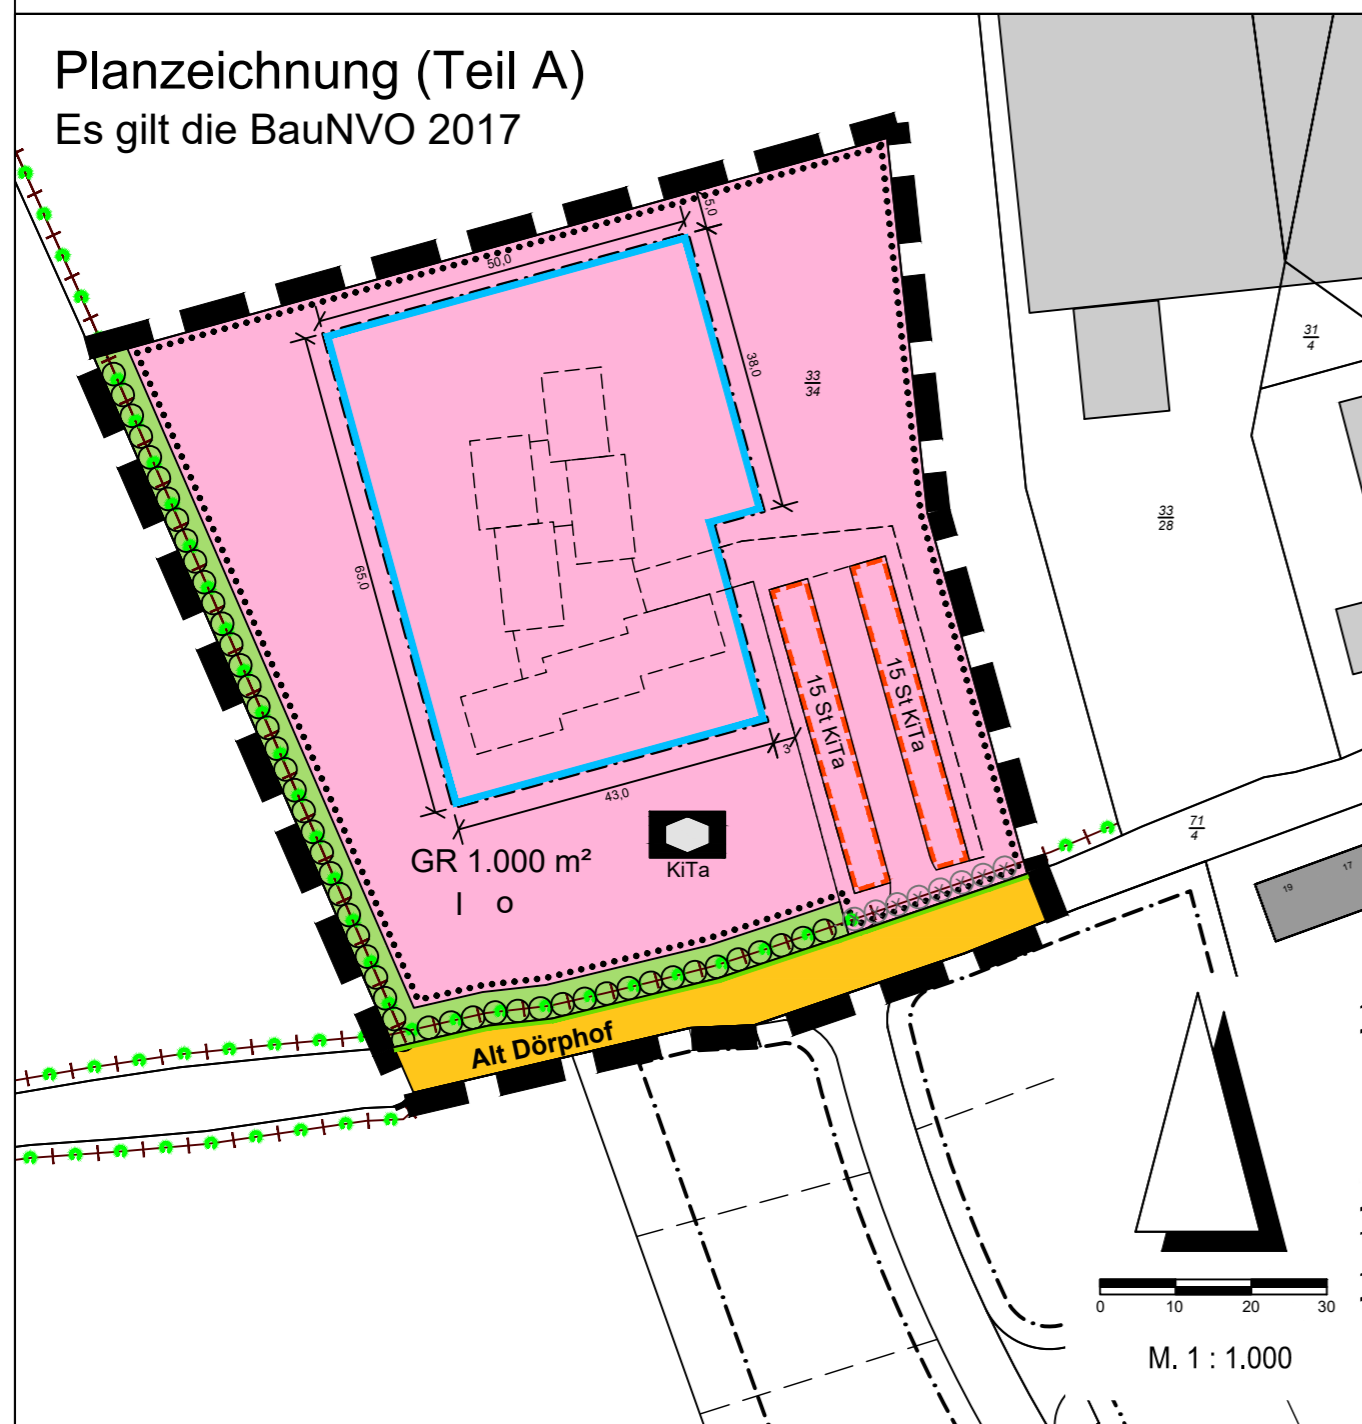 Planzeichnung (Teil A)
Es gilt die BauNVO 2017
5,0
50,0
38,0
33
34
31
4
33
28
65,0
15 St KiTa
15 St KiTa
3
43,0
KiTa
GR 1.000 m²
I o
71
4
19
17
Alt Dörphof
0 10 20 30
M. 1 : 1.000